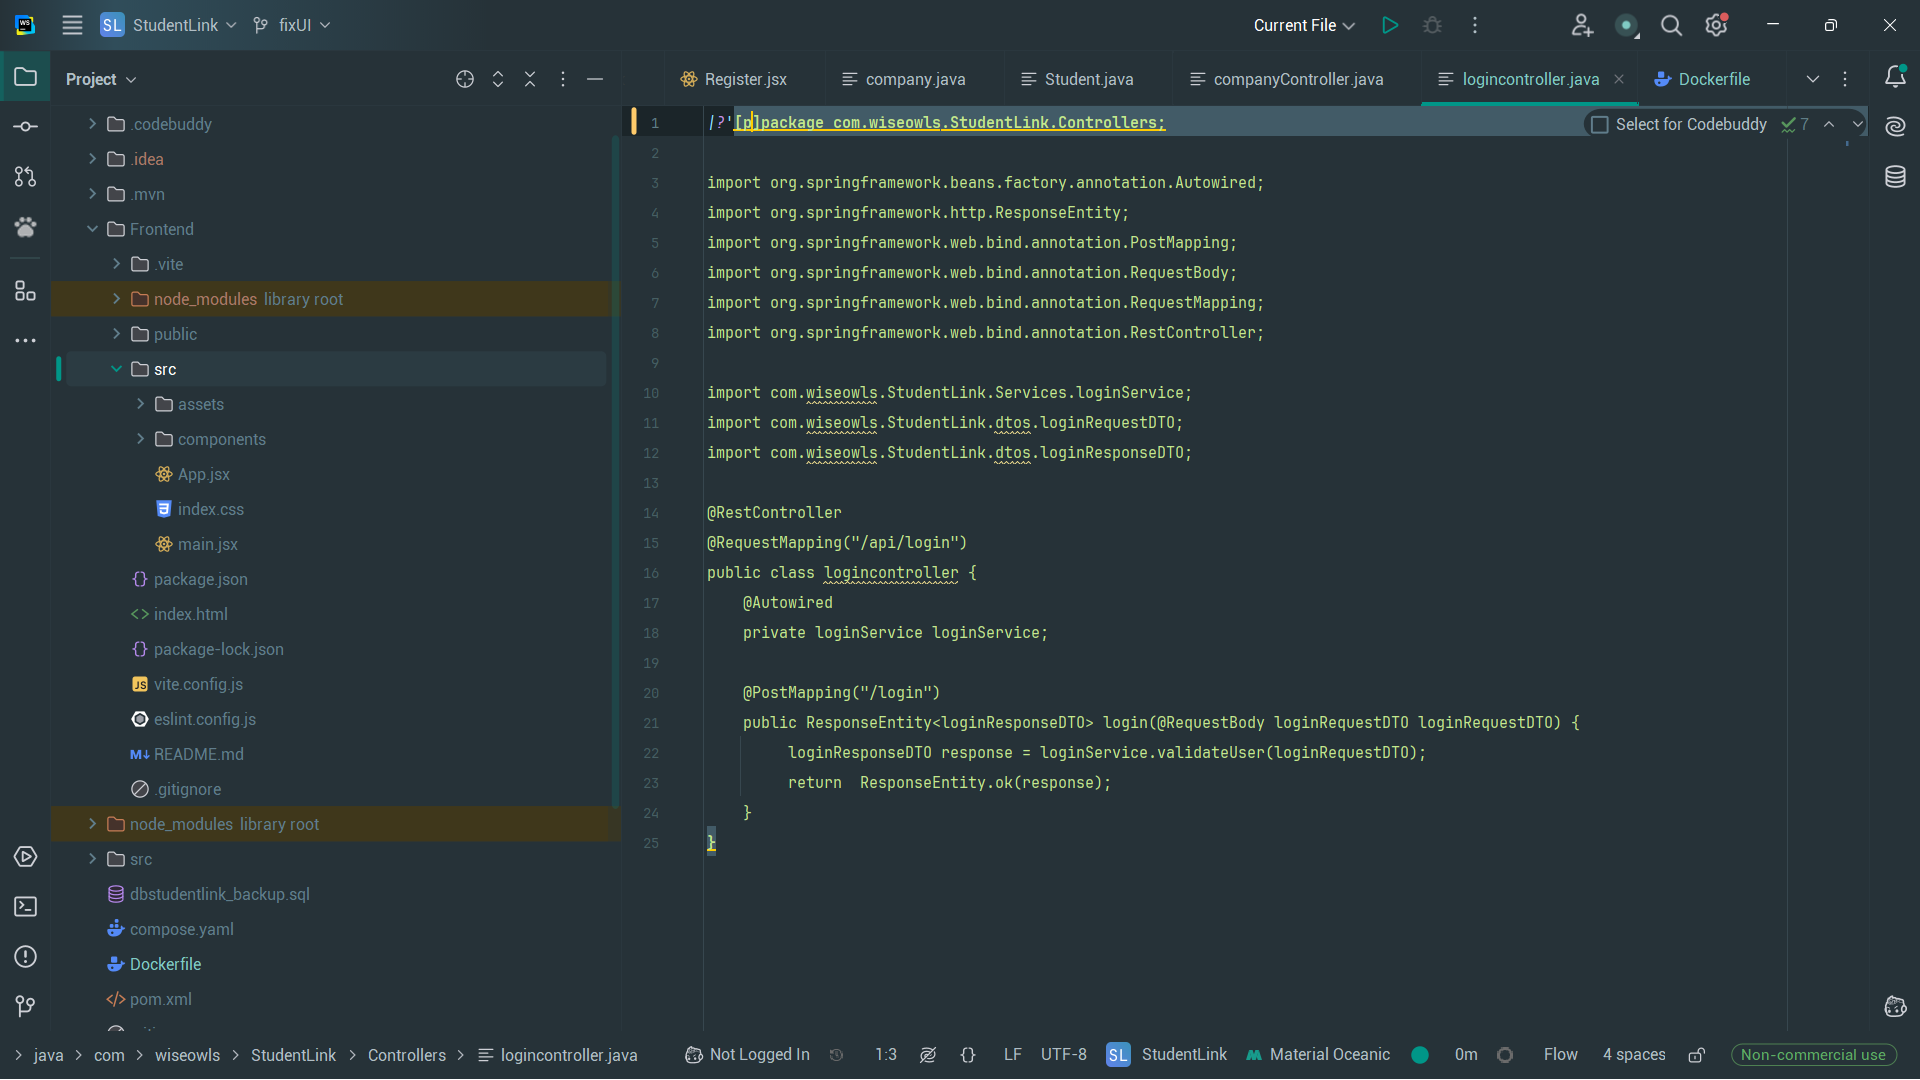 SL StudentLink fixUI Current File
Project
Register.jsx company.java Student.java companyController.java logincontroller.java Dockerfile
.codebuddy
.idea
.mvn
Frontend
.vite
node_modules library root
public
src
assets
components
App.jsx
index.css
main.jsx
package.json
index.html
package-lock.json
vite.config.js
eslint.config.js
README.md
.gitignore
node_modules library root
src
dbstudentlink_backup.sql
compose.yaml
Dockerfile
pom.xml
Select for Codebuddy 7
1 |?'[p]package com.wiseowls.StudentLink.Controllers;
2
3 import org.springframework.beans.factory.annotation.Autowired;
4 import org.springframework.http.ResponseEntity;
5 import org.springframework.web.bind.annotation.PostMapping;
6 import org.springframework.web.bind.annotation.RequestBody;
7 import org.springframework.web.bind.annotation.RequestMapping;
8 import org.springframework.web.bind.annotation.RestController;
9
10 import com.wiseowls.StudentLink.Services.loginService;
11 import com.wiseowls.StudentLink.dtos.loginRequestDTO;
12 import com.wiseowls.StudentLink.dtos.loginResponseDTO;
13
14 @RestController
15 @RequestMapping("/api/login")
16 public class logincontroller {
17     @Autowired
18     private loginService loginService;
19
20     @PostMapping("/login")
21     public ResponseEntity<loginResponseDTO> login(@RequestBody loginRequestDTO loginRequestDTO) {
22          loginResponseDTO response = loginService.validateUser(loginRequestDTO);
23          return  ResponseEntity.ok(response);
24     }
25 }
java > com > wiseowls > StudentLink > Controllers > logincontroller.java Not Logged In 1:3 {} LF UTF-8 SL StudentLink Material Oceanic 0m Flow 4 spaces Non-commercial use